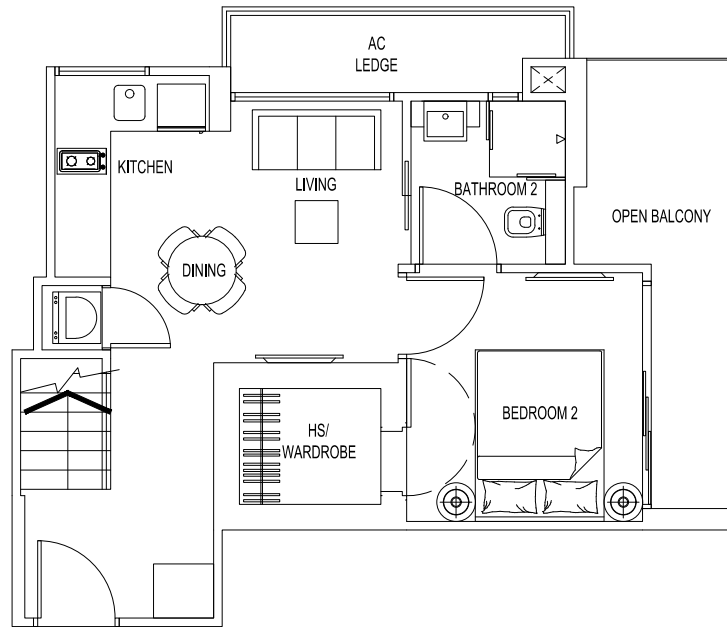 AC
LEDGE
KITCHEN
LIVING
BATHROOM 2
OPEN BALCONY
DINING
BEDROOM 2
HS/
WARDROBE